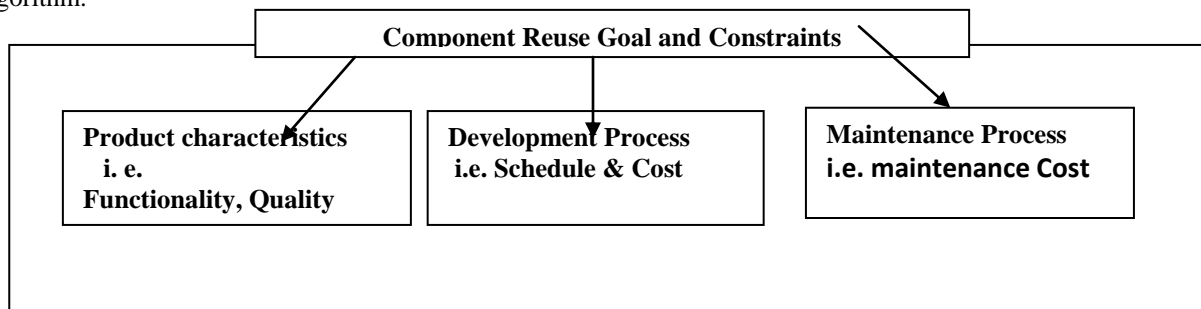 gorithm.
Component Reuse Goal and Constraints
Product characteristics
i. e.
Functionality, Quality
Development Process
i.e. Schedule & Cost
Maintenance Process
i.e. maintenance Cost